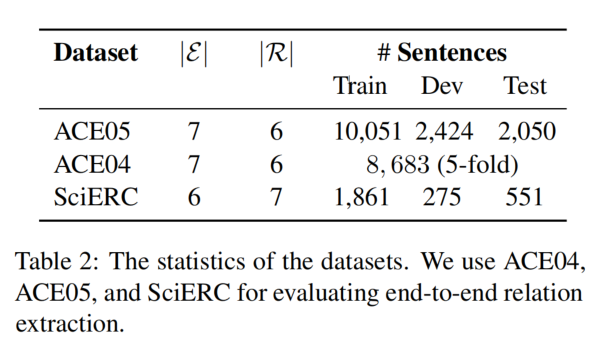 Dataset |ℰ| |ℛ| # Sentences
Train Dev Test
ACE05 7 6 10,051 2,424 2,050
ACE04 7 6 8,683 (5-fold)
SciERC 6 7 1,861 275 551
Table 2: The statistics of the datasets. We use ACE04,
ACE05, and SciERC for evaluating end-to-end relation
extraction.